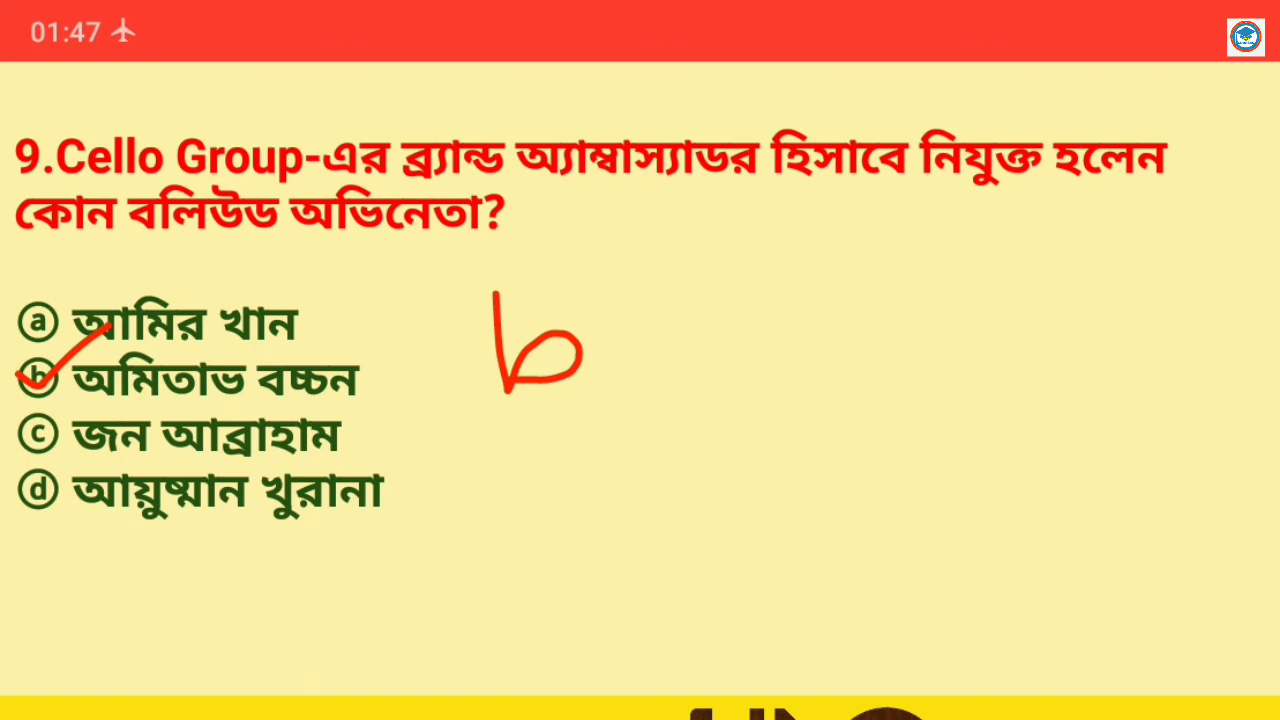 01:47
9.Cello Group-এর ব্র্যান্ড অ্যাম্বাস্যাডর হিসাবে নিযুক্ত হলেন
কোন বলিউড অভিনেতা?
ⓐ আমির খান
ⓑ অমিতাভ বচ্চন
b
ⓒ জন আব্রাহাম
ⓓ আয়ুষ্মান খুরানা